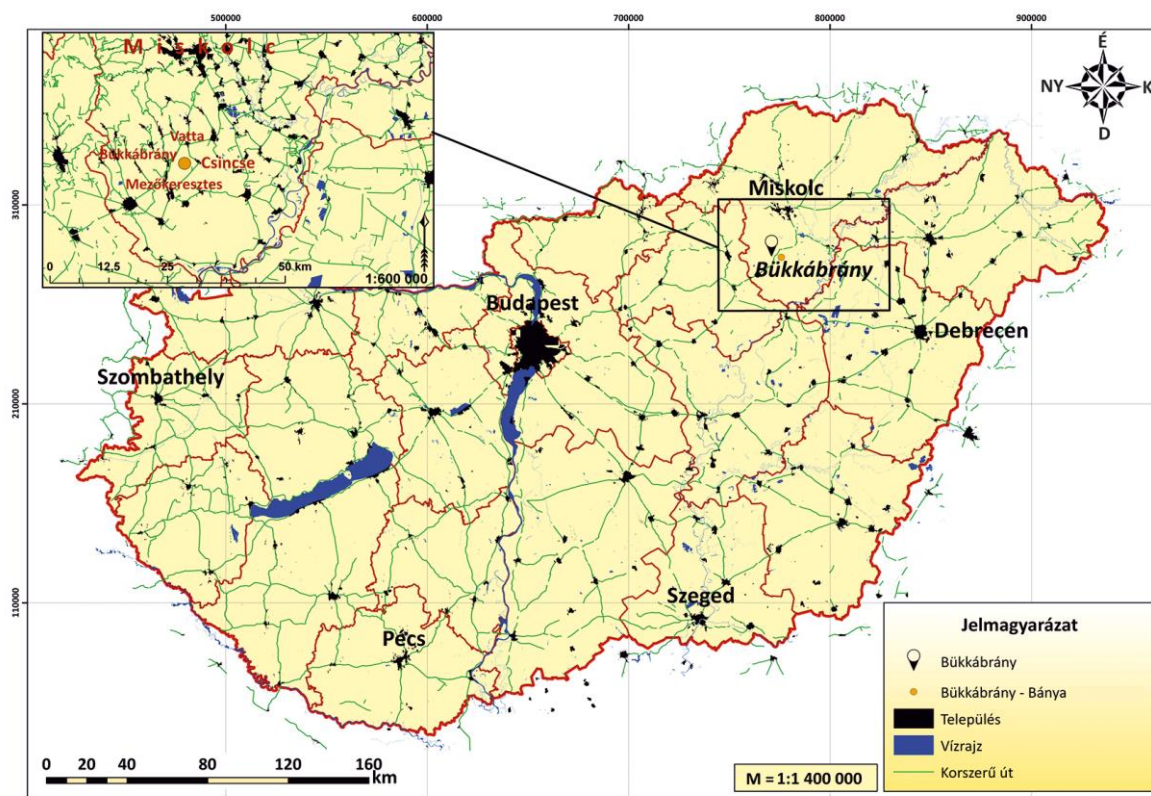 500000 600000 700000 800000 900000
Miskolc
Vatta
Bükkábrány
Csincse
Mezőkeresztes
0 12,5 25 50 km
1:600 000
É
NY K
D
310000
210000
110000
Miskolc
Bükkábrány
Budapest
Debrecen
Szombathely
Szeged
Pécs
Jelmagyarázat
Bükkábrány
Bükkábrány - Bánya
Település
Vízrajz
Korszerű út
0 20 40 80 120 160
km
M = 1:1 400 000